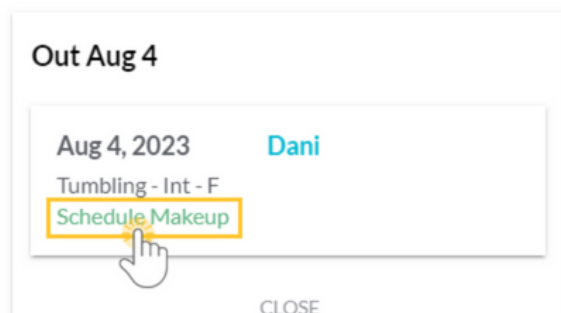 Out Aug 4
Aug 4, 2023 Dani
Tumbling - Int - F
Schedule Makeup
CLOSE